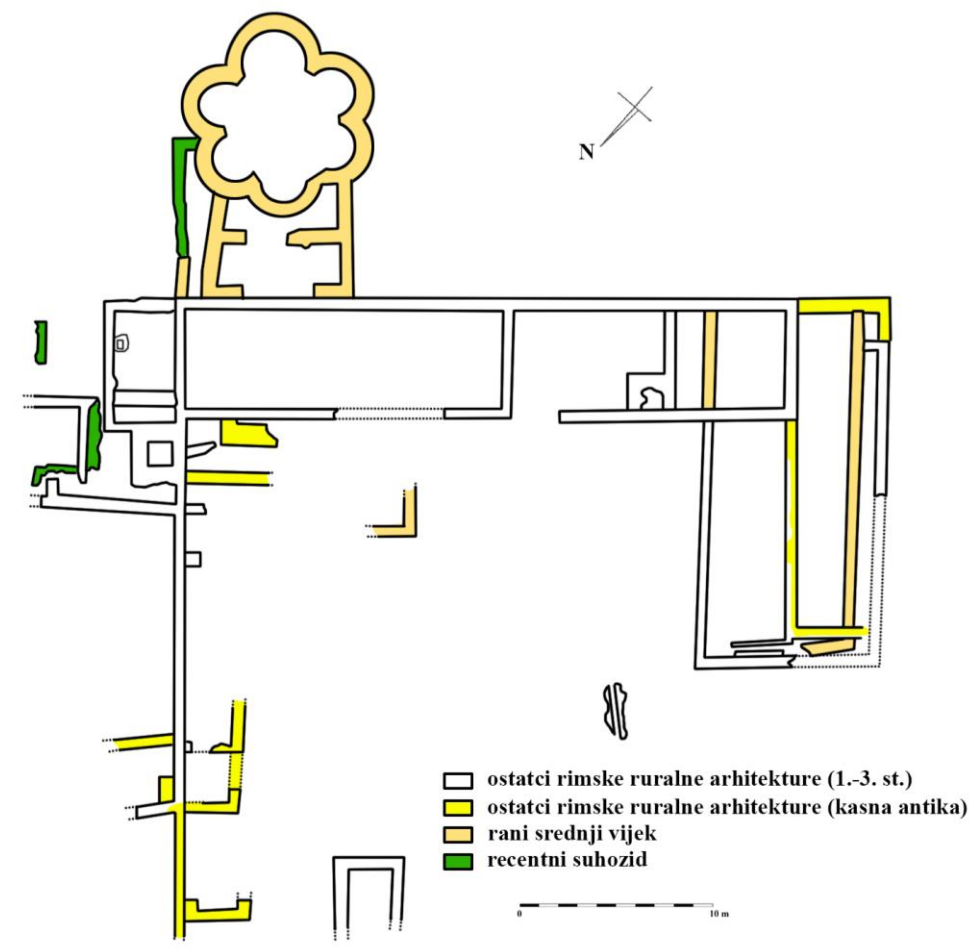 N
ostatci rimske ruralne arhitekture (1.-3. st.)
ostatci rimske ruralne arhitekture (kasna antika)
rani srednji vijek
recentni suhozid
0 10 m